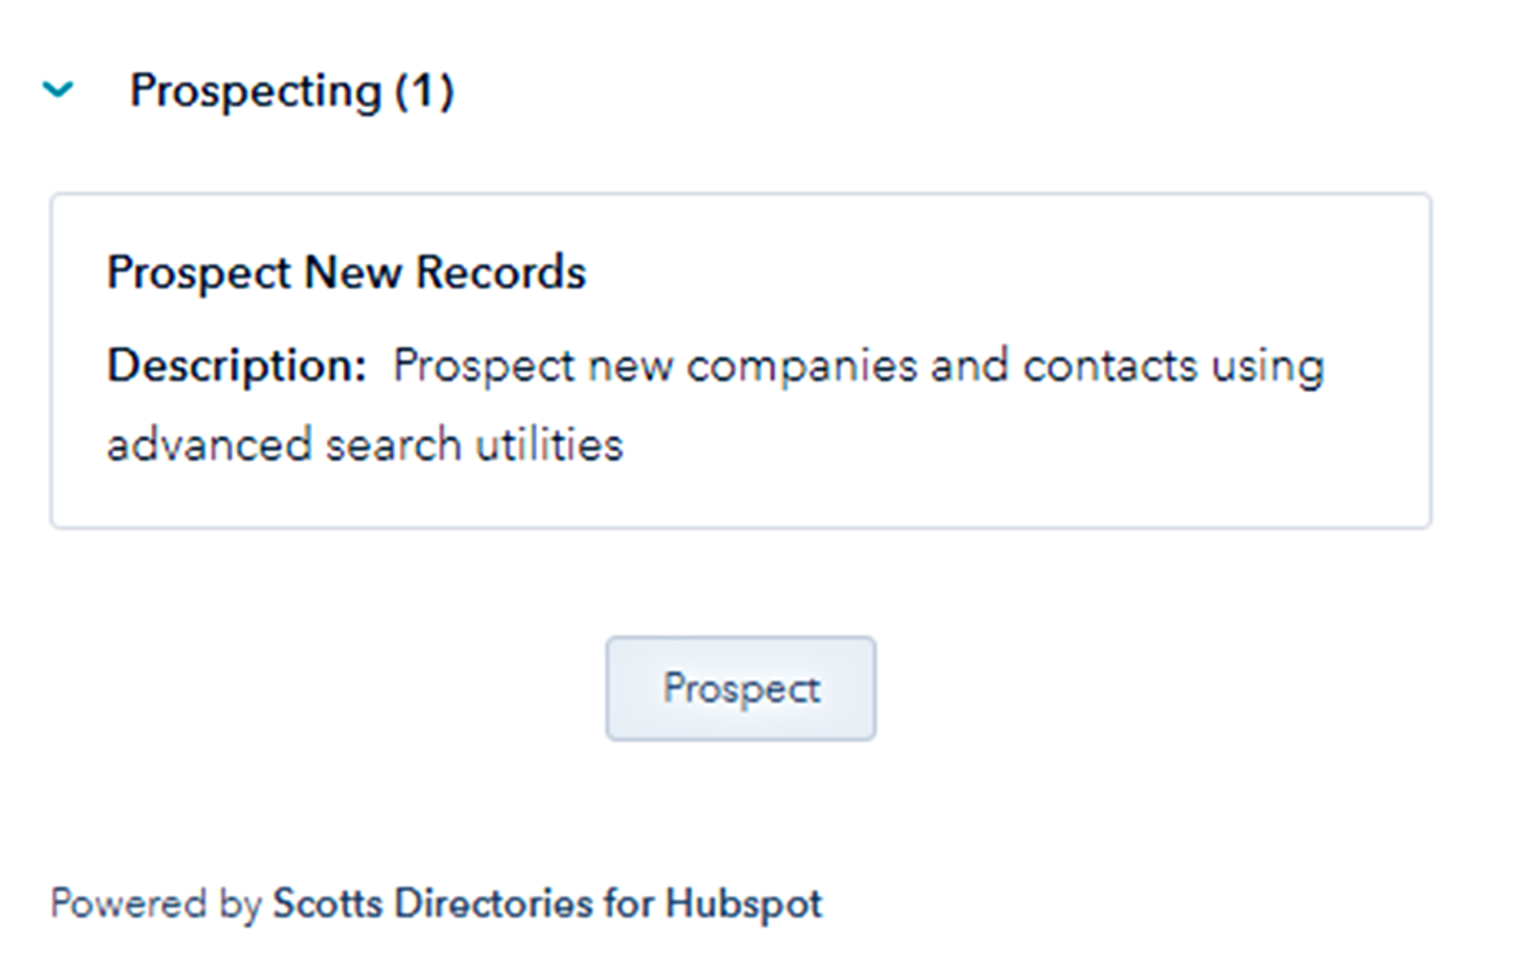 Prospecting (1)
Prospect New Records
Description: Prospect new companies and contacts using
advanced search utilities
Prospect
Powered by Scotts Directories for Hubspot